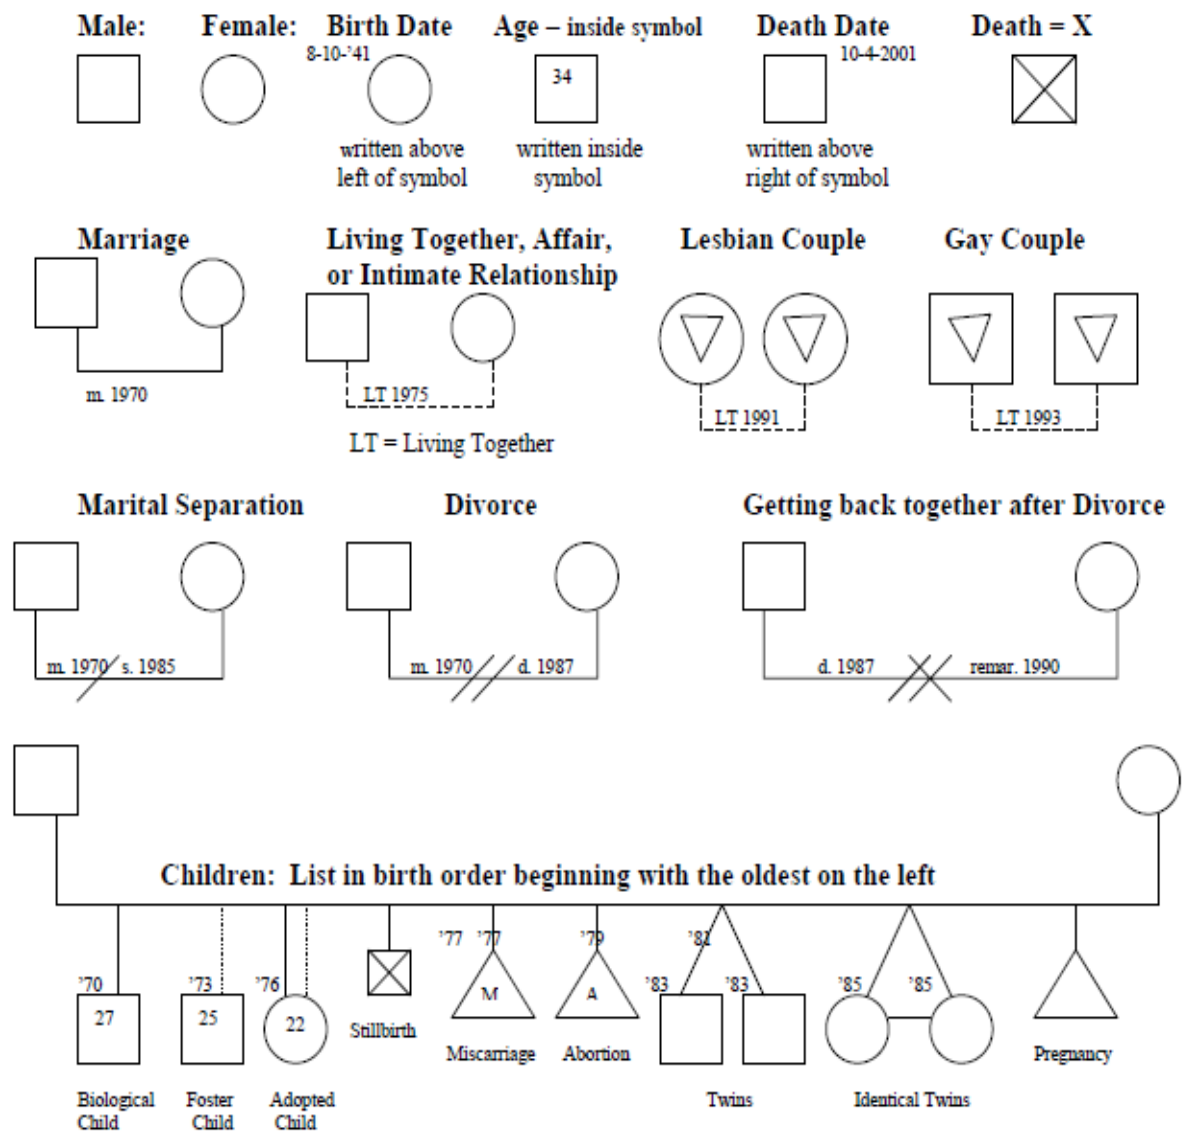 Male: Female: Birth Date Age – inside symbol Death Date Death = X
8-10-’41 10-4-2001
34
written above written inside written above
left of symbol symbol right of symbol
Marriage Living Together, Affair, Lesbian Couple Gay Couple
or Intimate Relationship
m. 1970 LT 1975 LT 1991 LT 1993
LT = Living Together
Marital Separation Divorce Getting back together after Divorce
m. 1970 s. 1985 m. 1970 d. 1987 d. 1987 remar. 1990
Children: List in birth order beginning with the oldest on the left
’77 ’77 ’79 ’81
’70 ’73 ’76 ’83 ’83 ’85 ’85
27 25 22 M A
Stillbirth
Miscarriage Abortion Pregnancy
Biological Foster Adopted Twins Identical Twins
Child Child Child